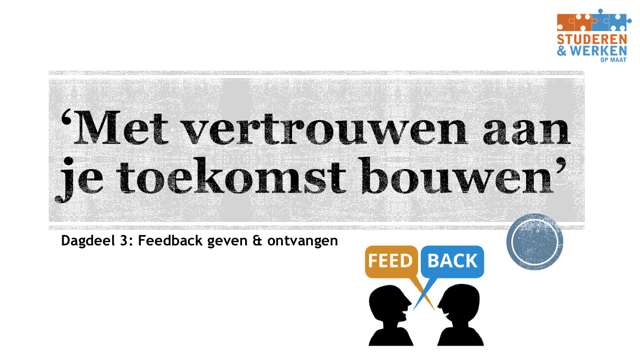 STUDEREN
& WERKEN
OP MAAT
‘Met vertrouwen aan
je toekomst bouwen’
Dagdeel 3: Feedback geven & ontvangen
FEED BACK